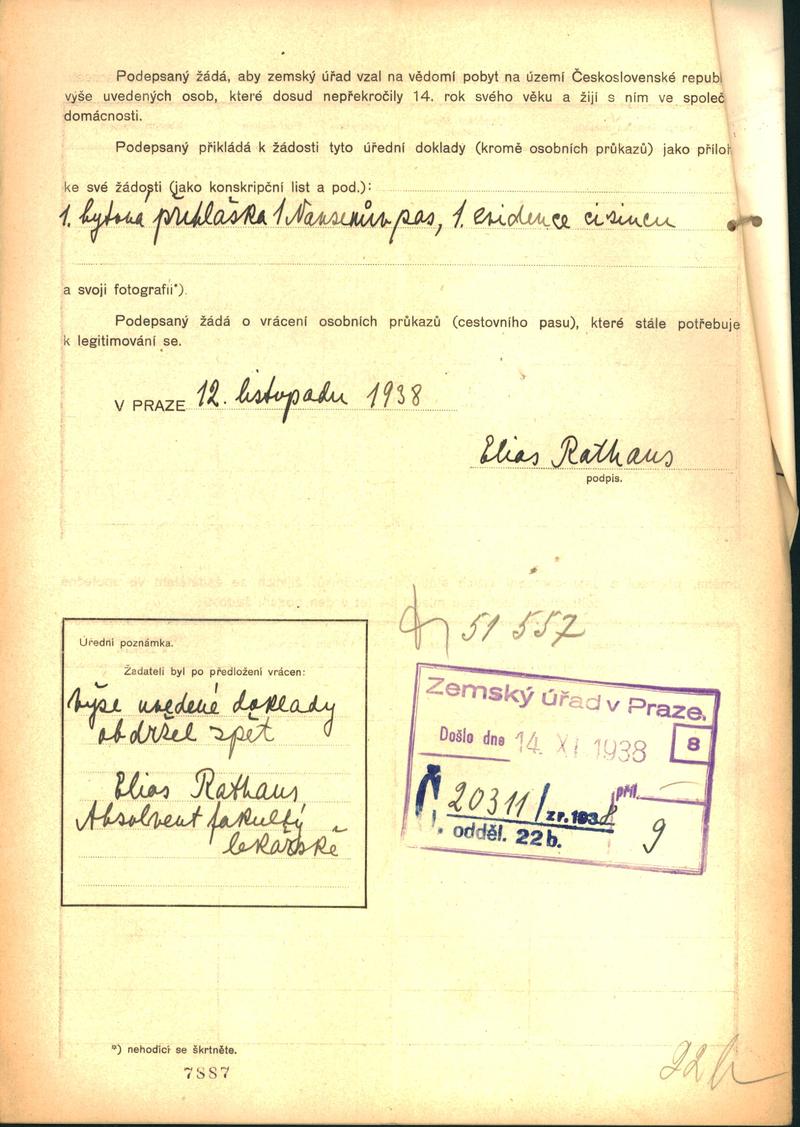 Podepsaný žádá, aby zemský úřad vzal na vědomí pobyt na území Československé republ
výše uvedených osob, které dosud nepřekročily 14. rok svého věku a žijí s ním ve společ
domácnosti.
Podepsaný přikládá k žádosti tyto úřední doklady (kromě osobních průkazů) jako příloh
ke své žádosti (jako konskripční list a pod.):
1. bytová přihláška 1 Nansenův pas, 1. evidence cizinců
a svoji fotografii*).
Podepsaný žádá o vrácení osobních průkazů (cestovního pasu), které stále potřebuje
k legitimování se.
V PRAZE 12. listopadu 1938
Elias Rathaus
podpis.
51 557
Úřední poznámka.
Žadateli byl po předložení vrácen:
Výše uvedené doklady
obdržel zpět
Elias Rathaus
Absolvent fakulty
lékařské
Zemský úřad v Praze.
Došlo dne 14. XI. 1938
8
Č. 20311/ z r. 1938
příl.
odděl. 22b.
9
*) nehodící se škrtněte.
7887
22b